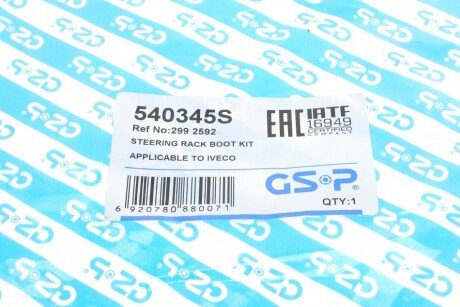 540345S
Ref No:299 2592
STEERING RACK BOOT KIT
APPLICABLE TO IVECO
6 920780 880071
EAC IATF
16949
CERTIFIED
COMPANY
GSP
QTY:1